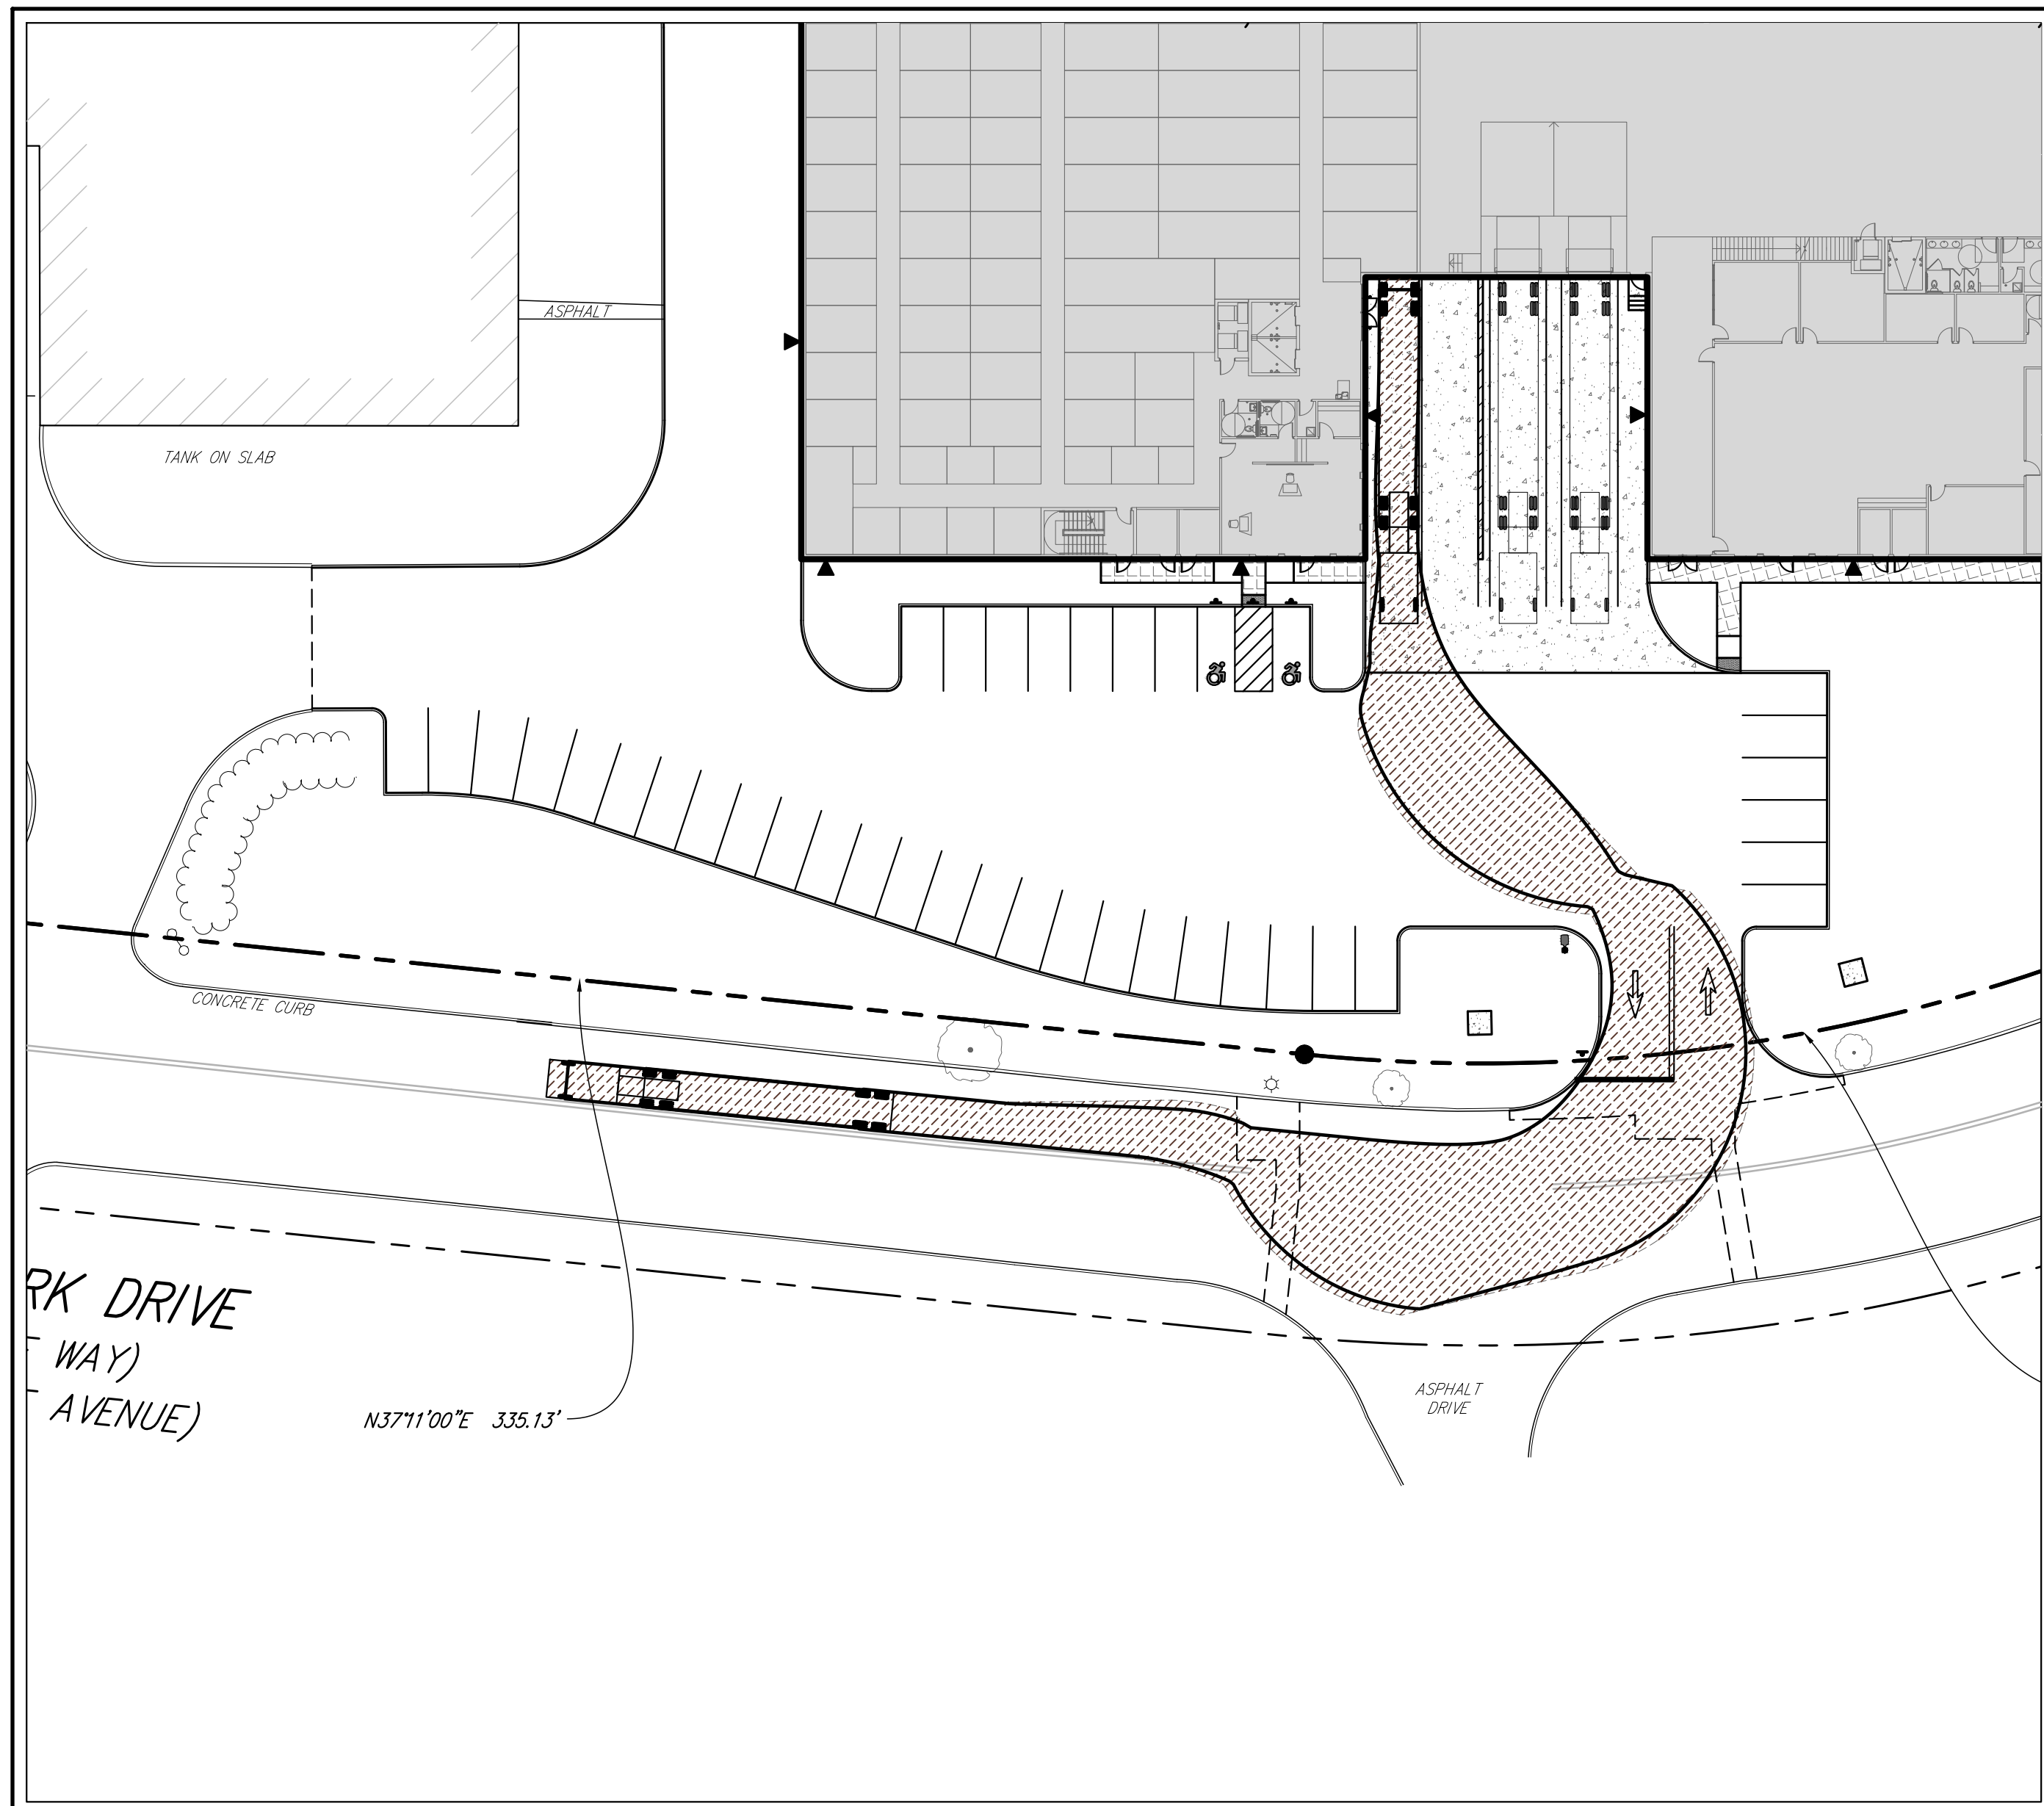 ASPHALT
TANK ON SLAB
CONCRETE CURB
RK DRIVE
WAY)
AVENUE)
N37°11'00"E 335.13'
ASPHALT
DRIVE